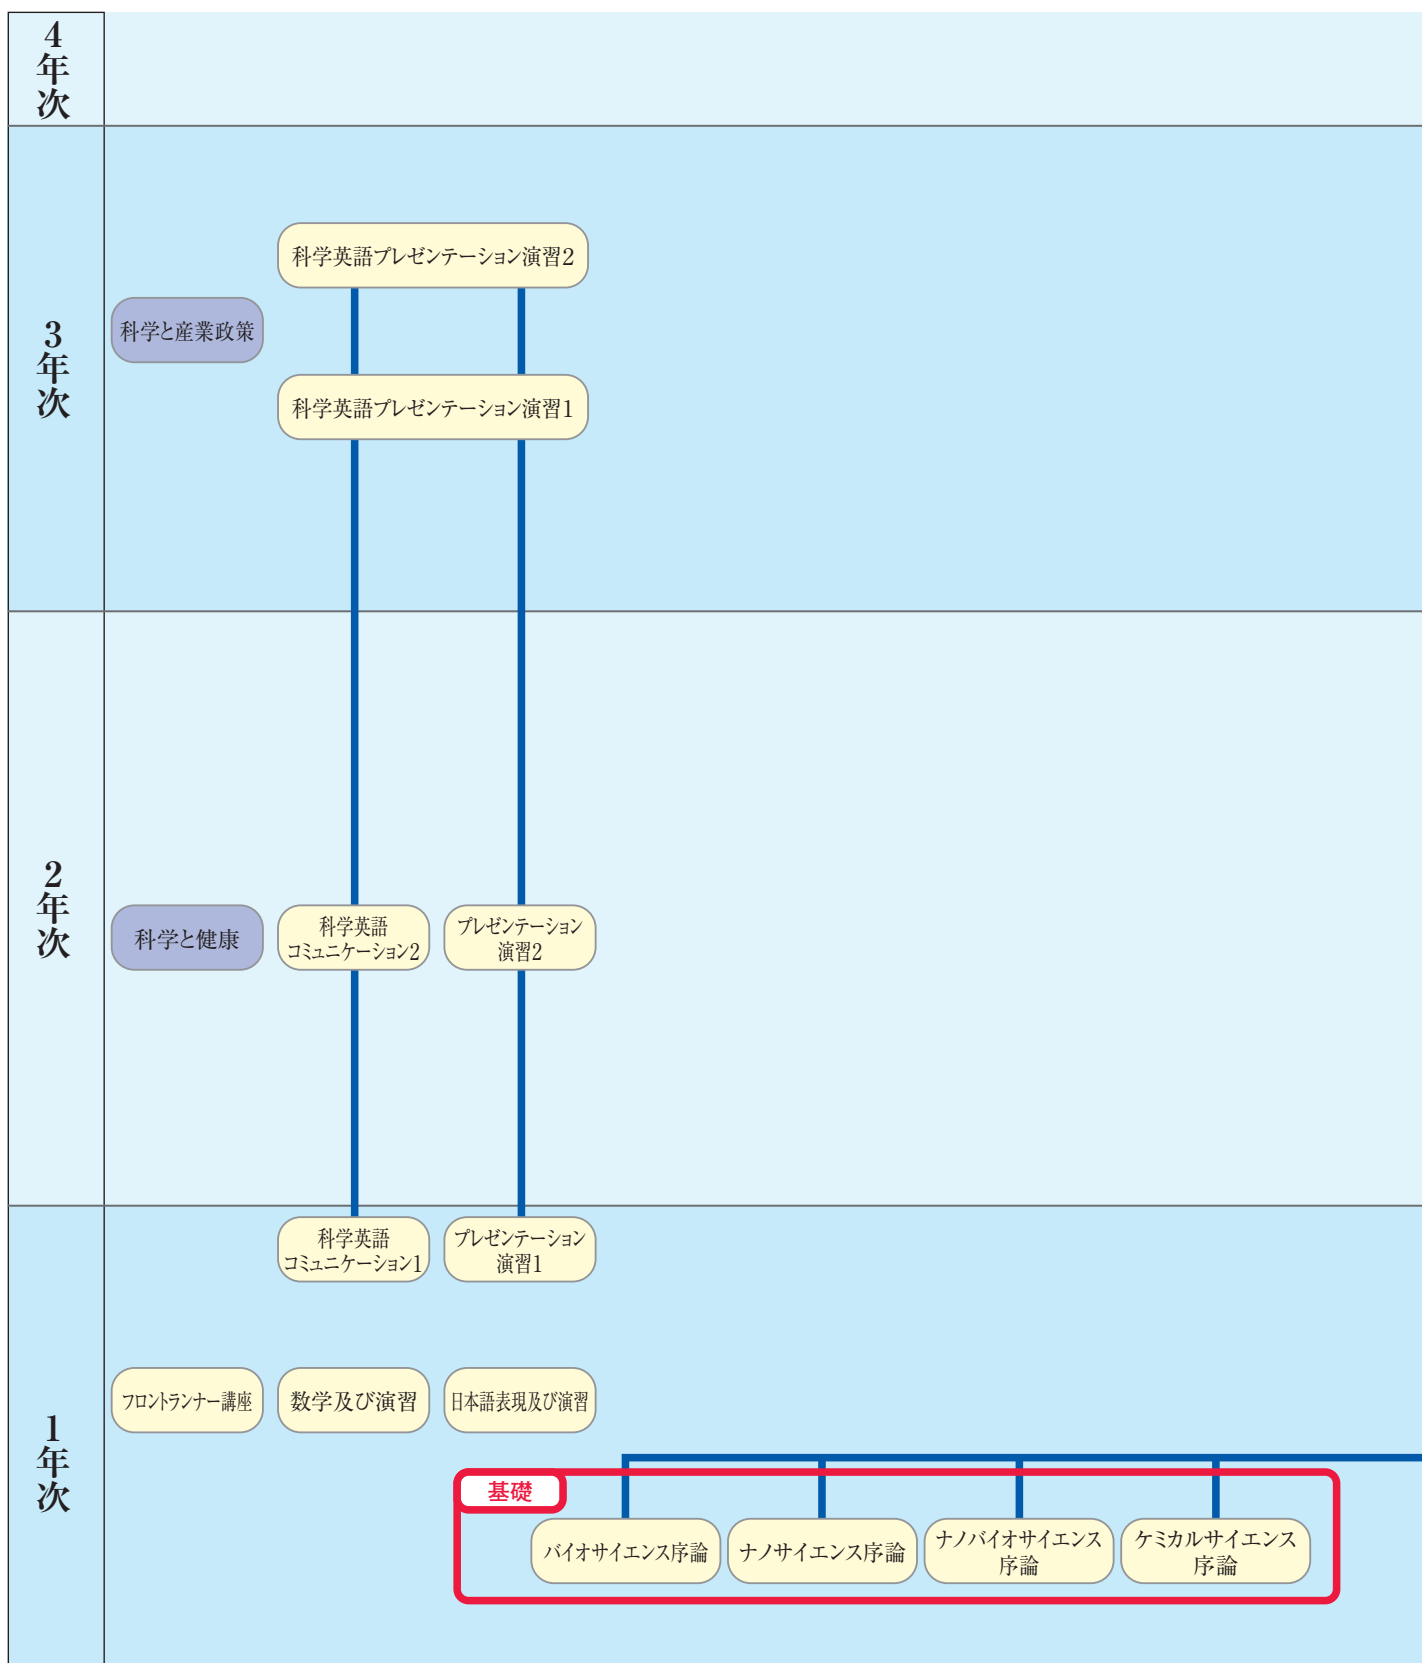 4年次
3年次
科学英語プレゼンテーション演習2
科学と産業政策
科学英語プレゼンテーション演習1
2年次
科学と健康
科学英語
コミュニケーション2
プレゼンテーション
演習2
1年次
科学英語
コミュニケーション1
プレゼンテーション
演習1
フロントランナー講座
数学及び演習
日本語表現及び演習
基礎
バイオサイエンス序論
ナノサイエンス序論
ナノバイオサイエンス
序論
ケミカルサイエンス
序論